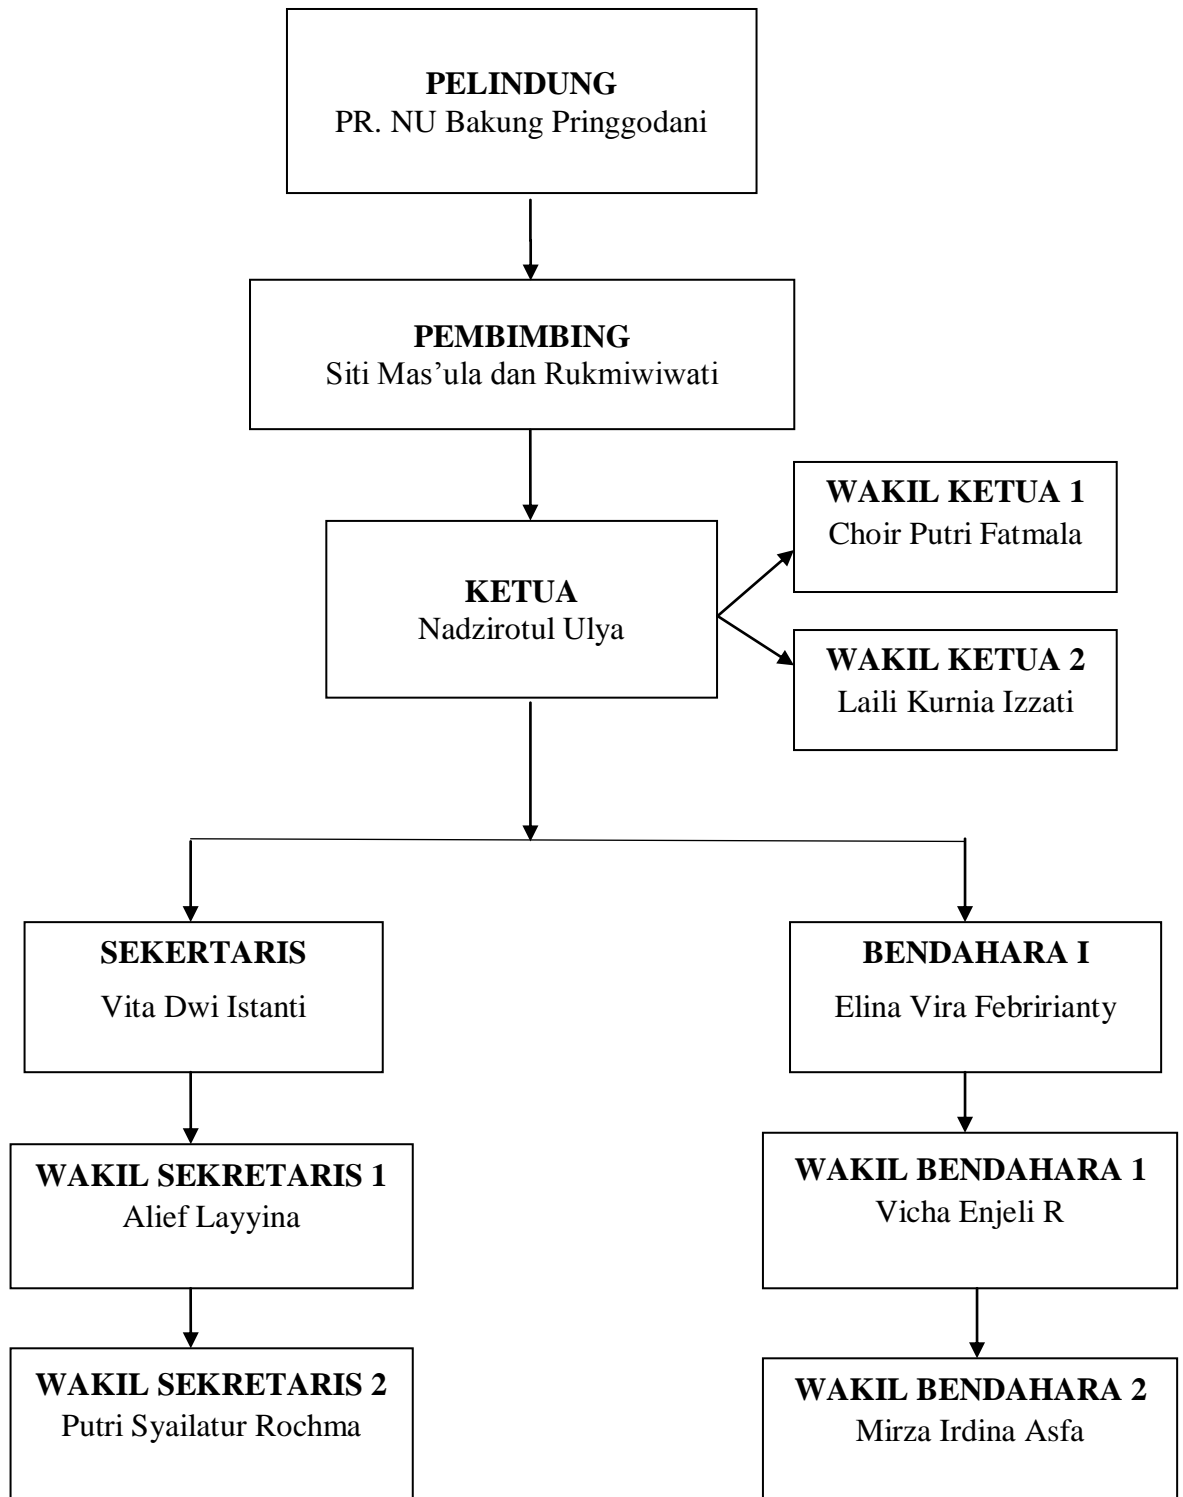 PELINDUNG
PR. NU Bakung Pringgodani
PEMBIMBING
Siti Mas’ula dan Rukmiwiwati
WAKIL KETUA 1
Choir Putri Fatmala
KETUA
Nadzirotul Ulya
WAKIL KETUA 2
Laili Kurnia Izzati
SEKERTARIS
Vita Dwi Istanti
BENDAHARA I
Elina Vira Febririanty
WAKIL SEKRETARIS 1
Alief Layyina
WAKIL BENDAHARA 1
Vicha Enjeli R
WAKIL SEKRETARIS 2
Putri Syailatur Rochma
WAKIL BENDAHARA 2
Mirza Irdina Asfa